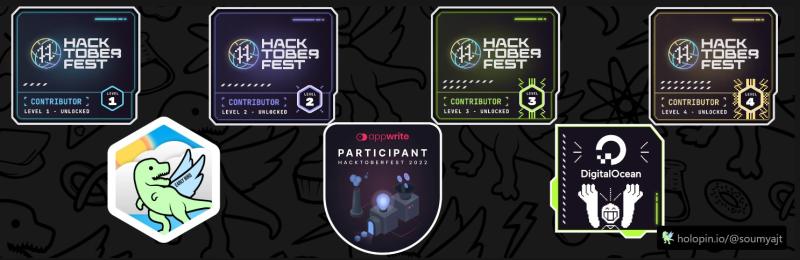 HACK
TOBER
FEST
CONTRIBUTOR
LEVEL 1 - UNLOCKED
LEVEL
1
HACK
TOBER
FEST
CONTRIBUTOR
LEVEL 2 - UNLOCKED
LEVEL
2
HACK
TOBER
FEST
CONTRIBUTOR
LEVEL 3 - UNLOCKED
LEVEL
3
HACK
TOBER
FEST
CONTRIBUTOR
LEVEL 4 - UNLOCKED
LEVEL
4
EARLY BIRD
appwrite
PARTICIPANT
HACKTOBERFEST 2022
DigitalOcean
holopin.io/@soumyajt